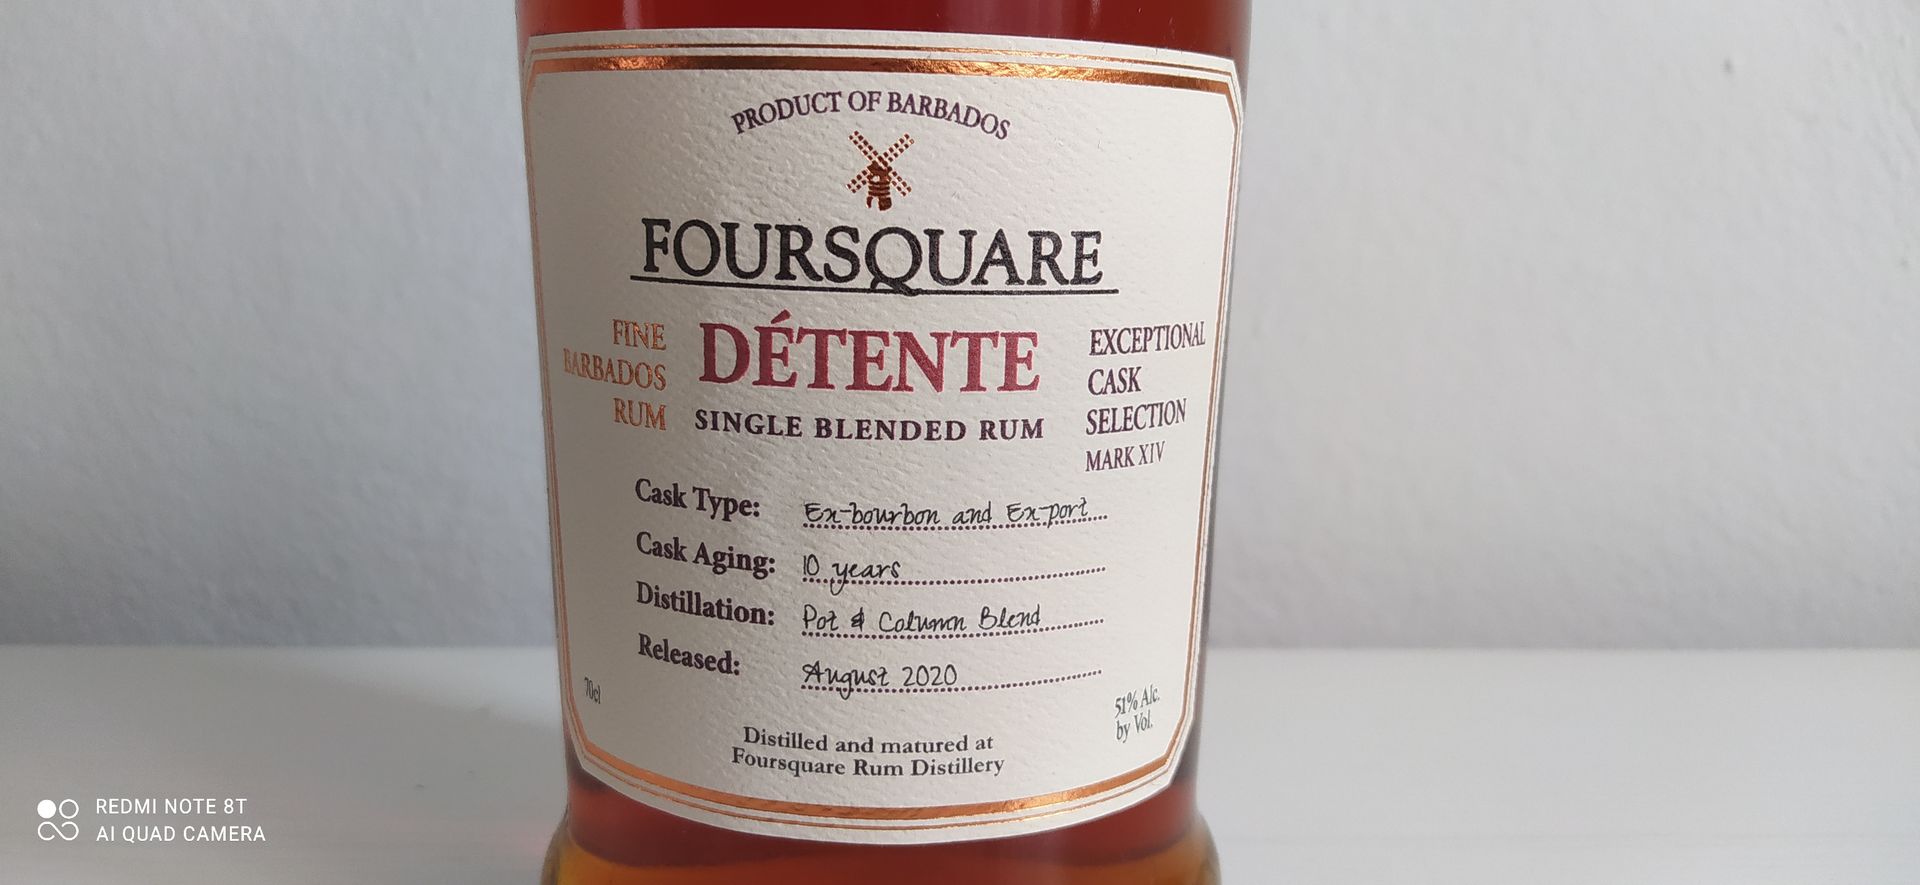 PRODUCT OF BARBADOS
FOURSQUARE
FINE
BARBADOS
RUM
DÉTENTE
SINGLE BLENDED RUM
EXCEPTIONAL
CASK
SELECTION
MARK XIV
Cask Type: Ex-bourbon and Ex-port
Cask Aging: 10 years
Distillation: Pot & Column Blend
Released: August 2020
70cl
51% Alc.
by Vol.
Distilled and matured at
Foursquare Rum Distillery
REDMI NOTE 8T
AI QUAD CAMERA